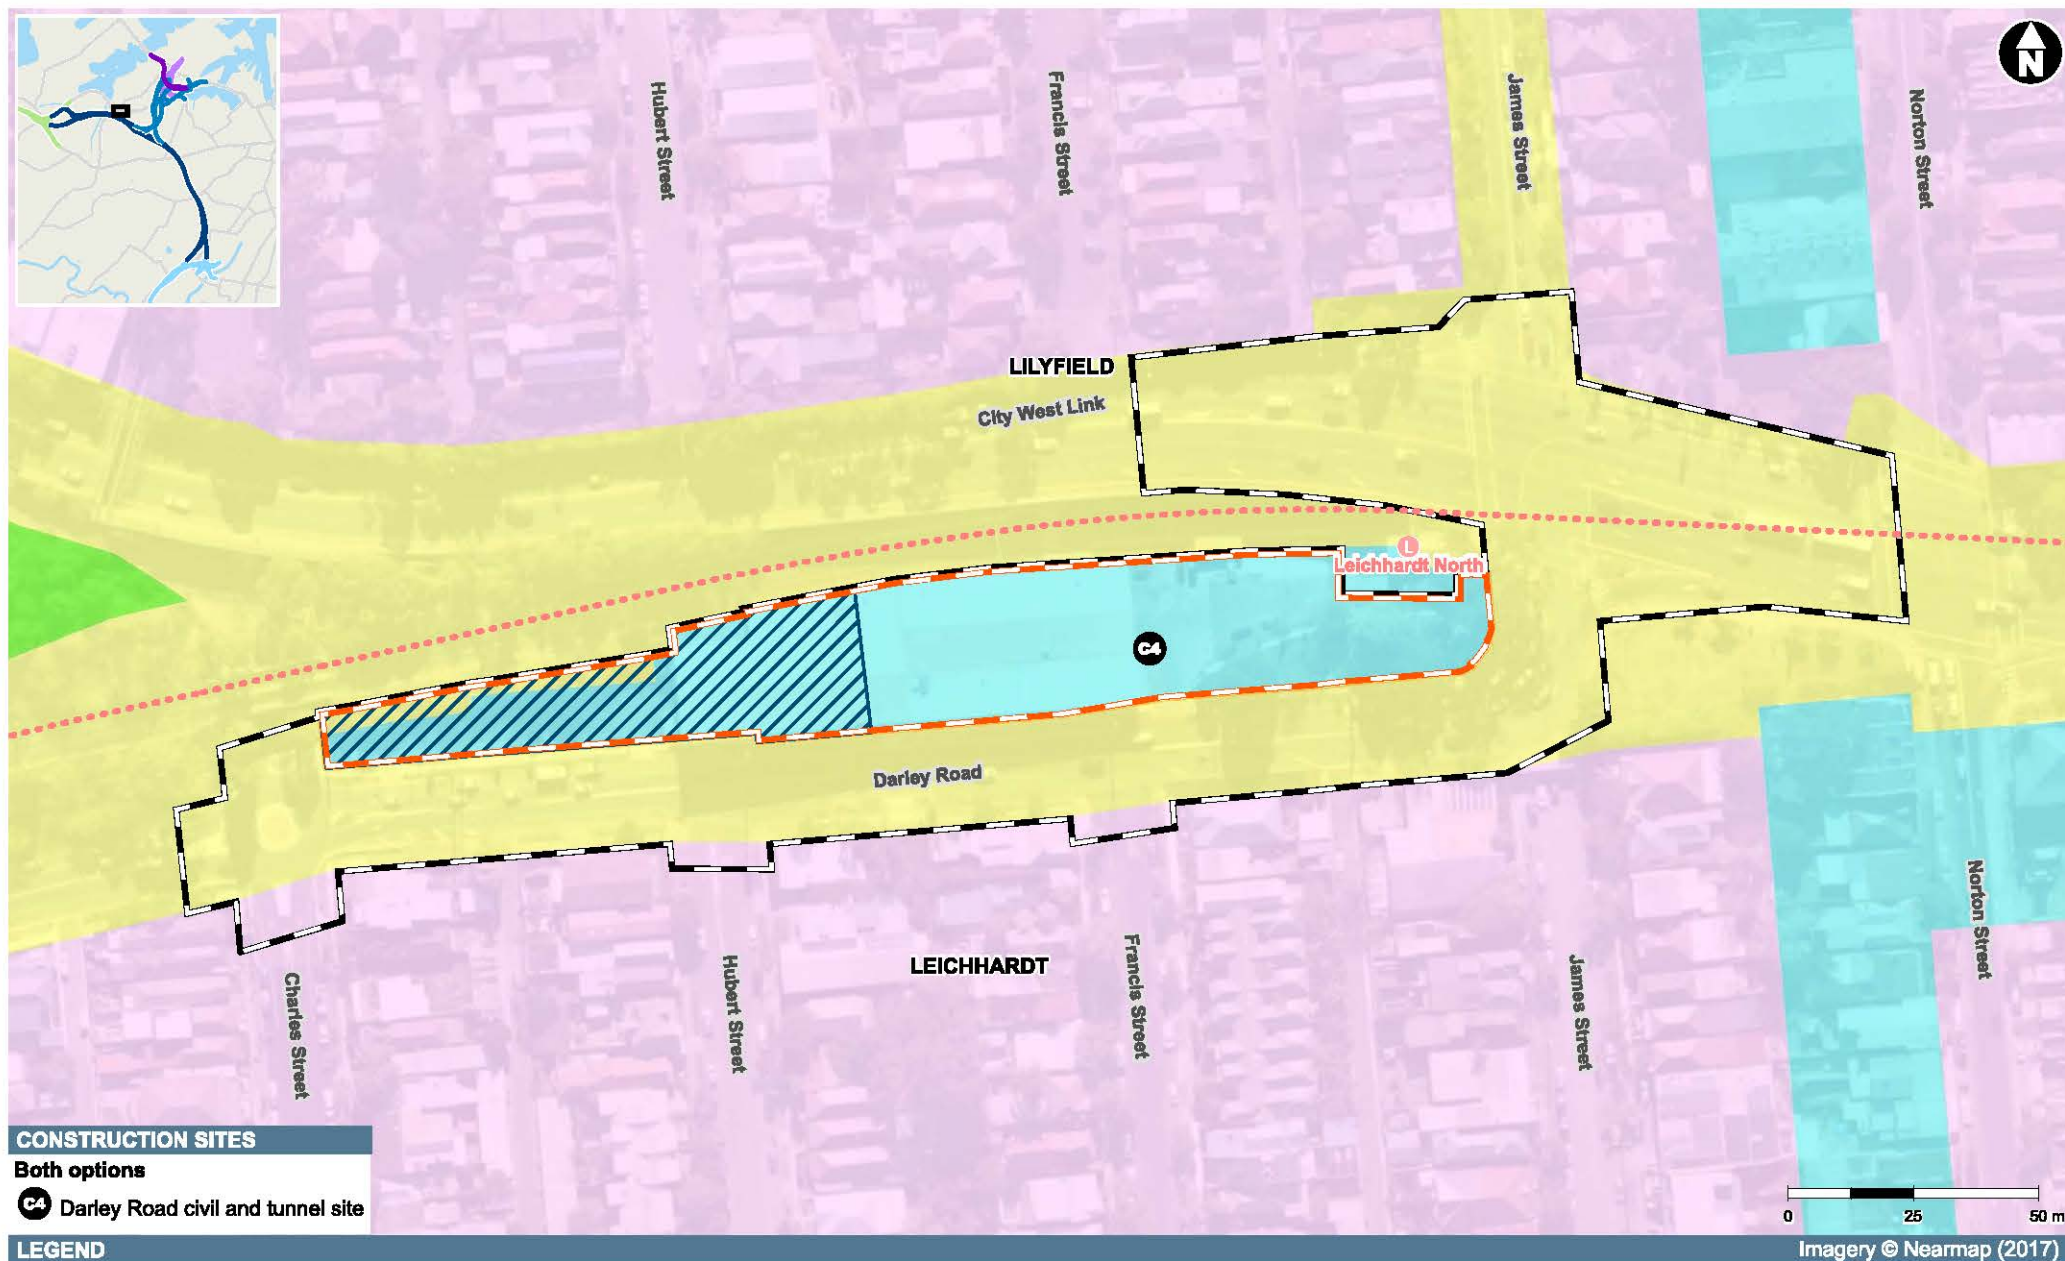 N
Hubert Street
Francis Street
James Street
Norton Street
LILYFIELD
City West Link
L
Leichhardt North
C4
Darley Road
LEICHHARDT
Charles Street
Hubert Street
Francis Street
James Street
Norton Street
CONSTRUCTION SITES
Both options
C4 Darley Road civil and tunnel site
0 25 50 m
LEGEND
Imagery © Nearmap (2017)